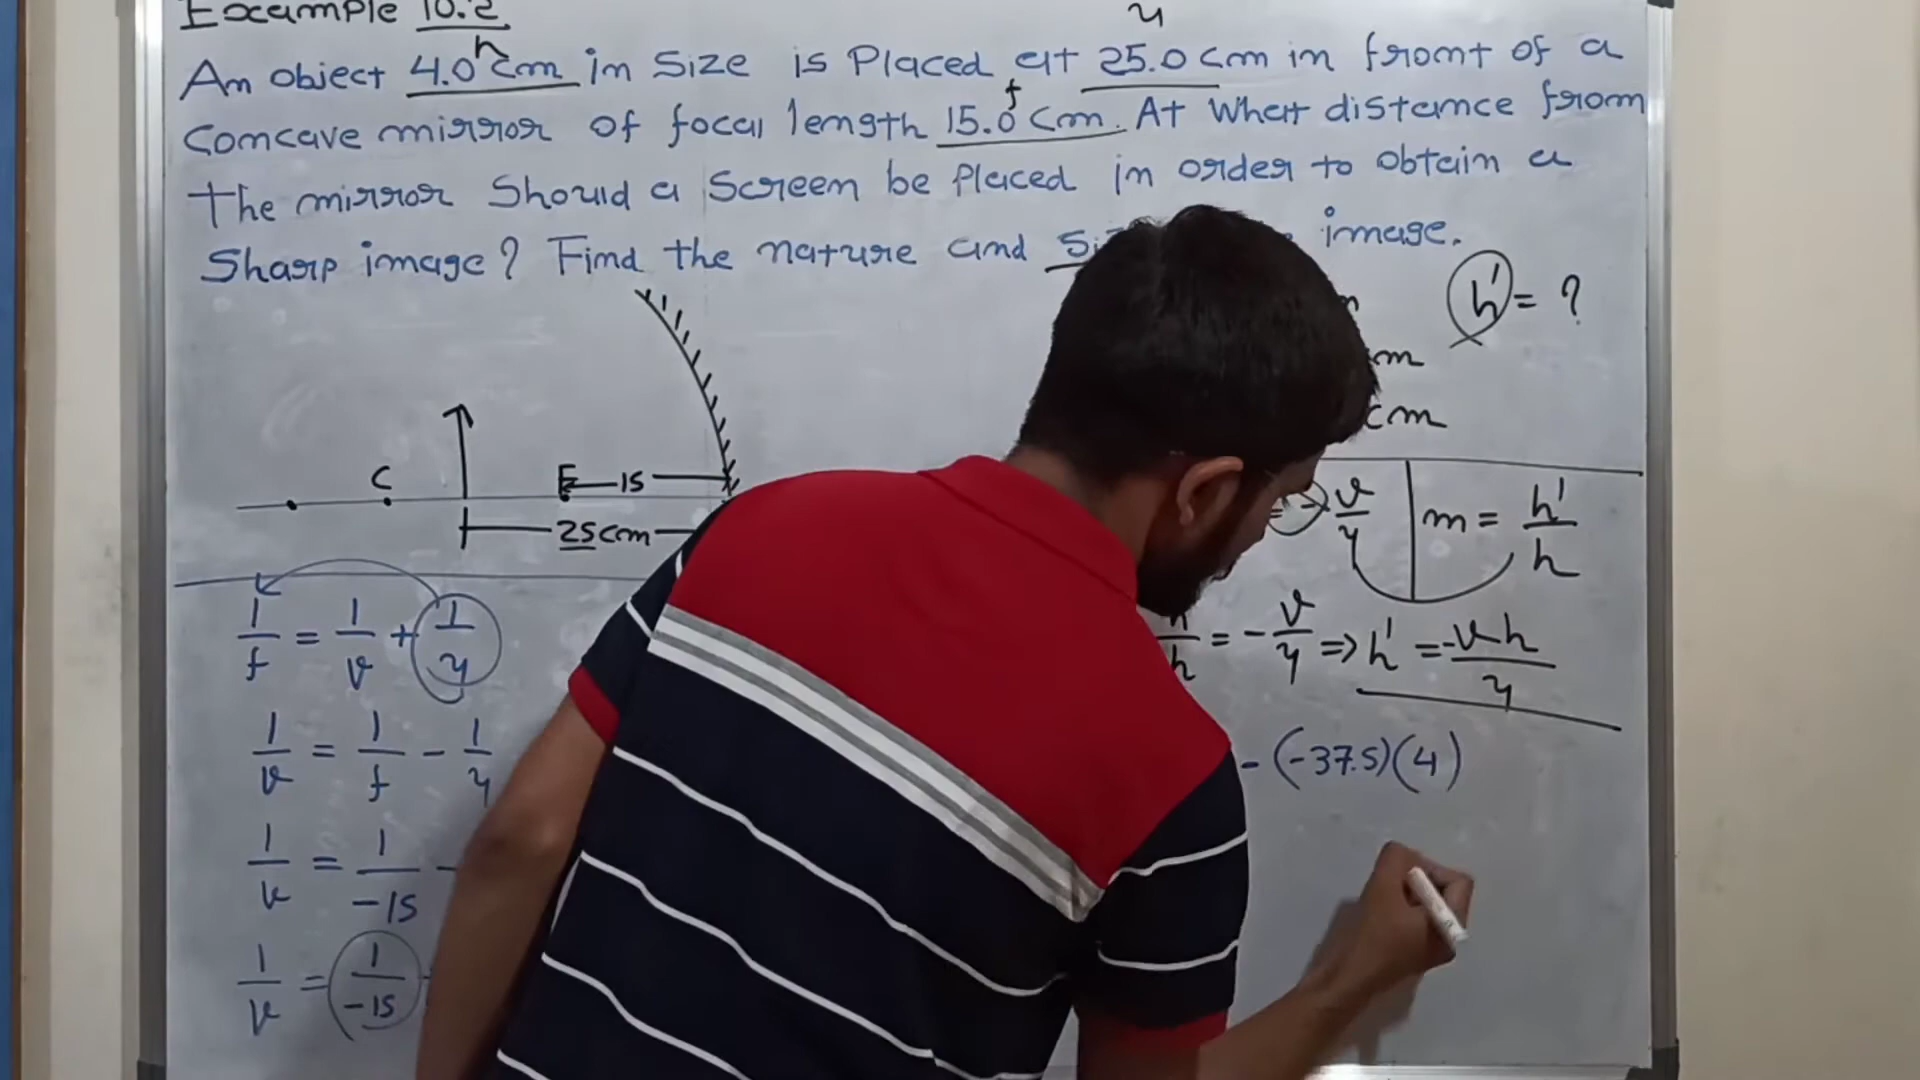 Example 10.2
u
h
An object 4.0 cm in Size is Placed at 25.0 cm in front of a
f
Concave mirror of focal length 15.0 cm. At What distance from
The mirror Should a Screen be Placed in order to obtain a
Sharp image? Find the nature and image.
h' = ?
m
cm
cm
C F 15
25cm
= - v/u m = h'/h
1/f = 1/v + 1/u
h = - v/u => h' = -vh/u
1/v = 1/f - 1/u
- (-37.5)(4)
1/v = 1/-15 -
1/v = 1/-15